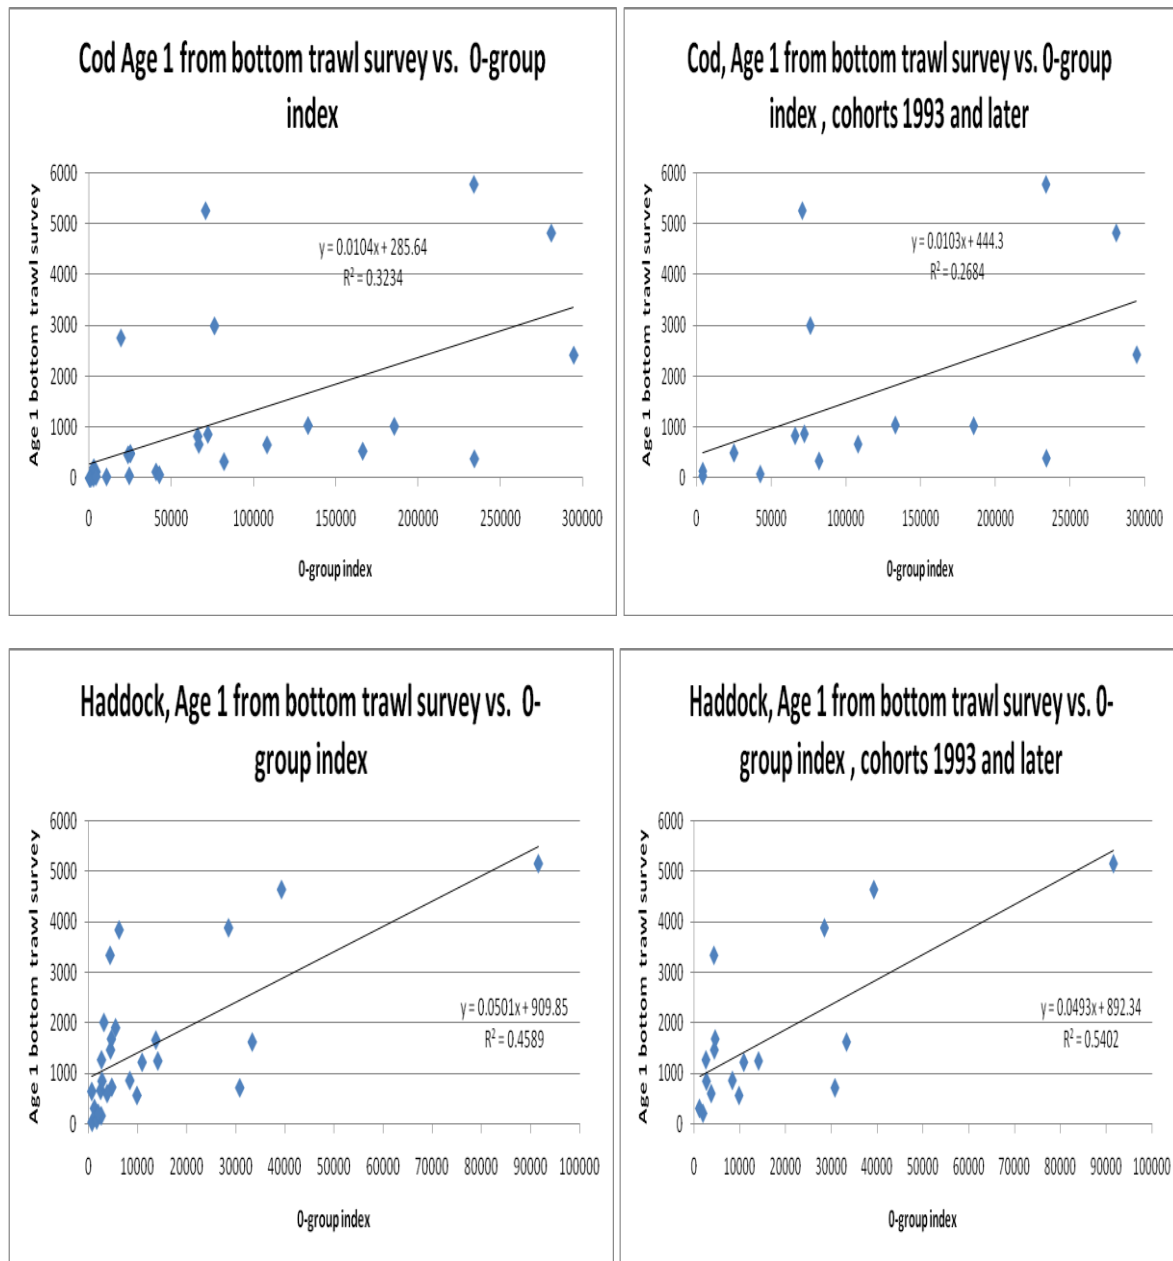 Cod Age 1 from bottom trawl survey vs. 0-group
index
Age 1 bottom trawl survey
6000
5000
4000
3000
2000
1000
0
y = 0.0104x + 285.64
R² = 0.3234
0 50000 100000 150000 200000 250000 300000
0-group index
Cod, Age 1 from bottom trawl survey vs. 0-group
index , cohorts 1993 and later
Age 1 bottom trawl survey
6000
5000
4000
3000
2000
1000
0
y = 0.0103x + 444.3
R² = 0.2684
0 50000 100000 150000 200000 250000 300000
0-group index
Haddock, Age 1 from bottom trawl survey vs. 0-
group index
Age 1 bottom trawl survey
6000
5000
4000
3000
2000
1000
0
y = 0.0501x + 909.85
R² = 0.4589
0 10000 20000 30000 40000 50000 60000 70000 80000 90000 100000
0-group index
Haddock, Age 1 from bottom trawl survey vs. 0-
group index , cohorts 1993 and later
Age 1 bottom trawl survey
6000
5000
4000
3000
2000
1000
0
y = 0.0493x + 892.34
R² = 0.5402
0 10000 20000 30000 40000 50000 60000 70000 80000 90000 100000
0-group index